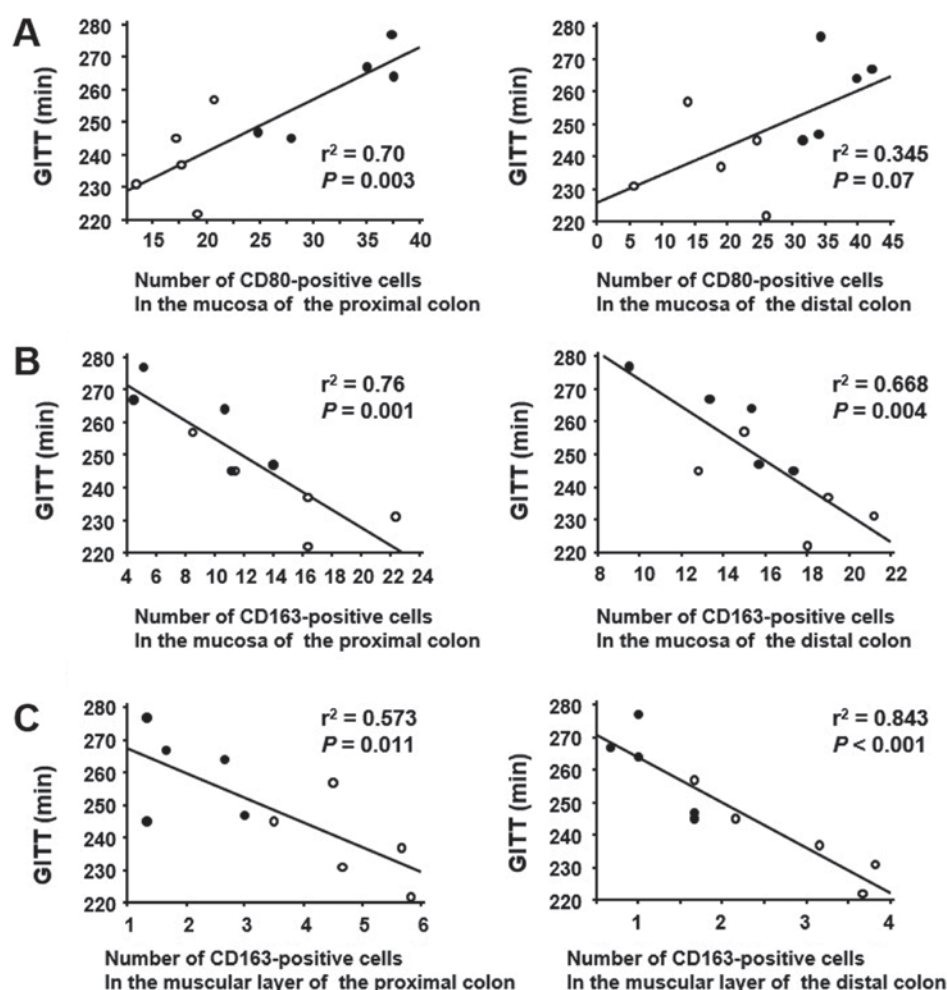 A
280
270
260
250
240
230
220
GITT (min)
r² = 0.70
P = 0.003
15 20 25 30 35 40
Number of CD80-positive cells
In the mucosa of the proximal colon
280
270
260
250
240
230
220
GITT (min)
r² = 0.345
P = 0.07
0 5 10 15 20 25 30 35 40 45
Number of CD80-positive cells
In the mucosa of the distal colon
B
280
270
260
250
240
230
220
GITT (min)
r² = 0.76
P = 0.001
4 6 8 10 12 14 16 18 20 22 24
Number of CD163-positive cells
In the mucosa of the proximal colon
280
270
260
250
240
230
220
GITT (min)
r² = 0.668
P = 0.004
8 10 12 14 16 18 20 22
Number of CD163-positive cells
In the mucosa of the distal colon
C
280
270
260
250
240
230
220
GITT (min)
r² = 0.573
P = 0.011
1 2 3 4 5 6
Number of CD163-positive cells
In the muscular layer of the proximal colon
280
270
260
250
240
230
220
GITT (min)
r² = 0.843
P < 0.001
1 2 3 4
Number of CD163-positive cells
In the muscular layer of the distal colon